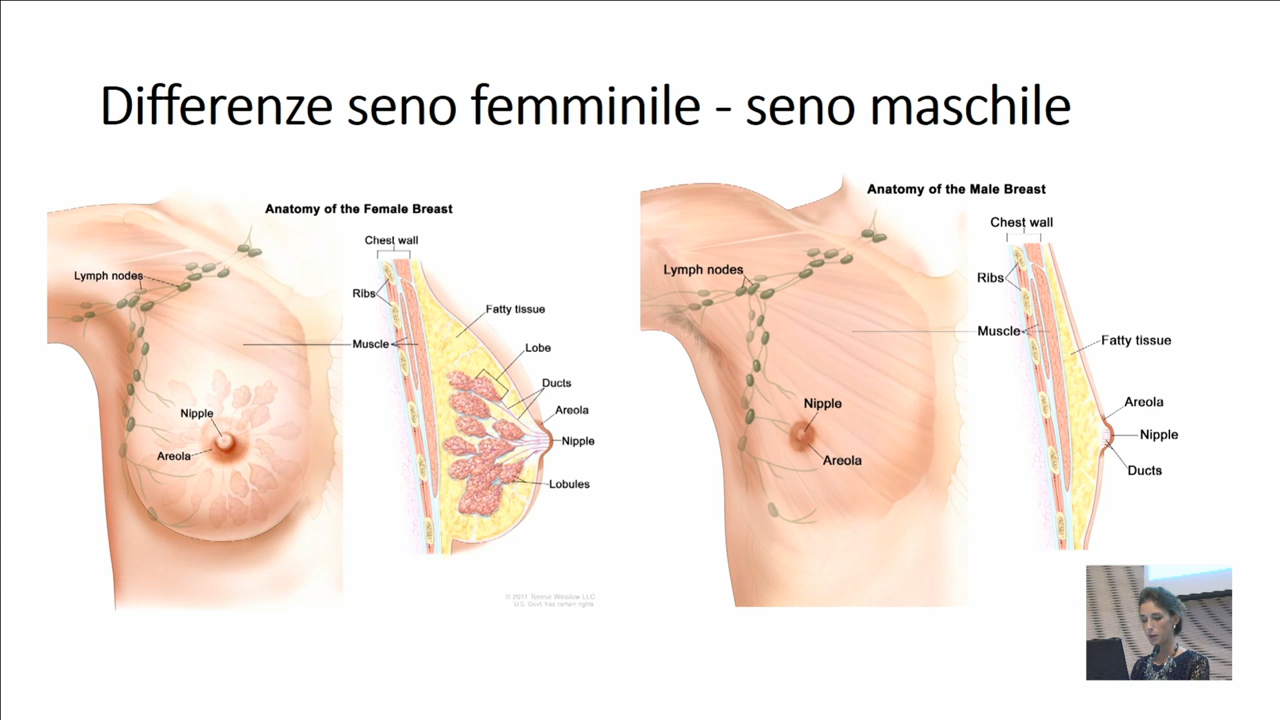 Differenze seno femminile - seno maschile
Anatomy of the Female Breast
Chest wall
Lymph nodes
Ribs
Fatty tissue
Muscle
Lobe
Ducts
Areola
Nipple
Nipple
Areola
Lobules
© 2011 Terese Winslow LLC
U.S. Govt. has certain rights
Anatomy of the Male Breast
Chest wall
Lymph nodes
Ribs
Muscle
Fatty tissue
Nipple
Areola
Areola
Nipple
Ducts